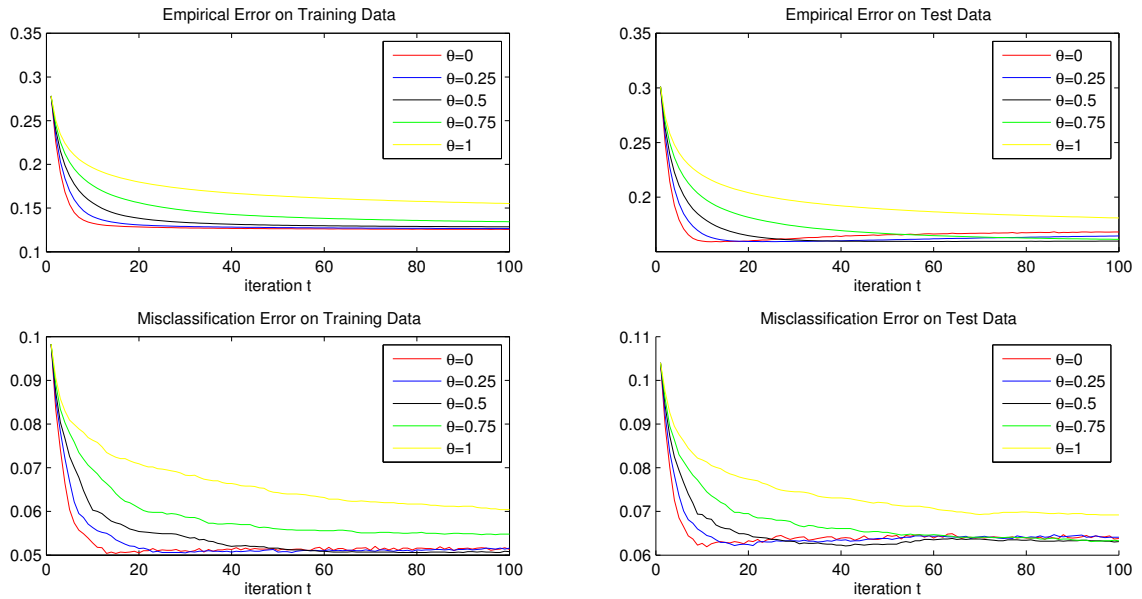 Empirical Error on Training Data
0.35
0.3
0.25
0.2
0.15
0.1
0 20 40 60 80 100
iteration t
θ=0
θ=0.25
θ=0.5
θ=0.75
θ=1
Empirical Error on Test Data
0.35
0.3
0.25
0.2
0 20 40 60 80 100
iteration t
θ=0
θ=0.25
θ=0.5
θ=0.75
θ=1
Misclassification Error on Training Data
0.1
0.09
0.08
0.07
0.06
0.05
0 20 40 60 80 100
iteration t
θ=0
θ=0.25
θ=0.5
θ=0.75
θ=1
Misclassification Error on Test Data
0.11
0.1
0.09
0.08
0.07
0.06
0 20 40 60 80 100
iteration t
θ=0
θ=0.25
θ=0.5
θ=0.75
θ=1